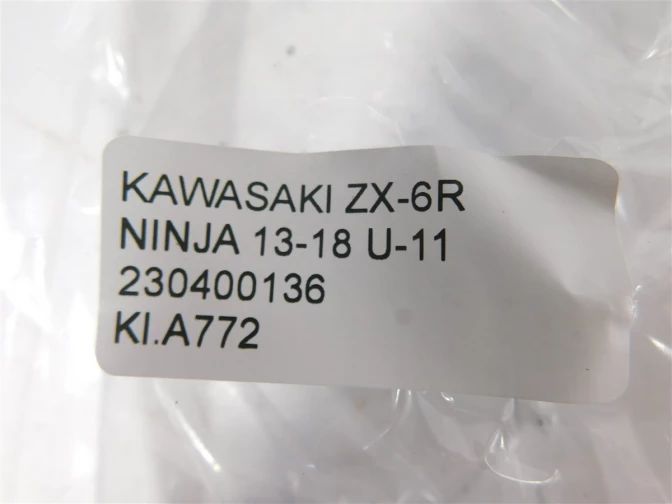 KAWASAKI ZX-6R
NINJA 13-18 U-11
230400136
KI.A772